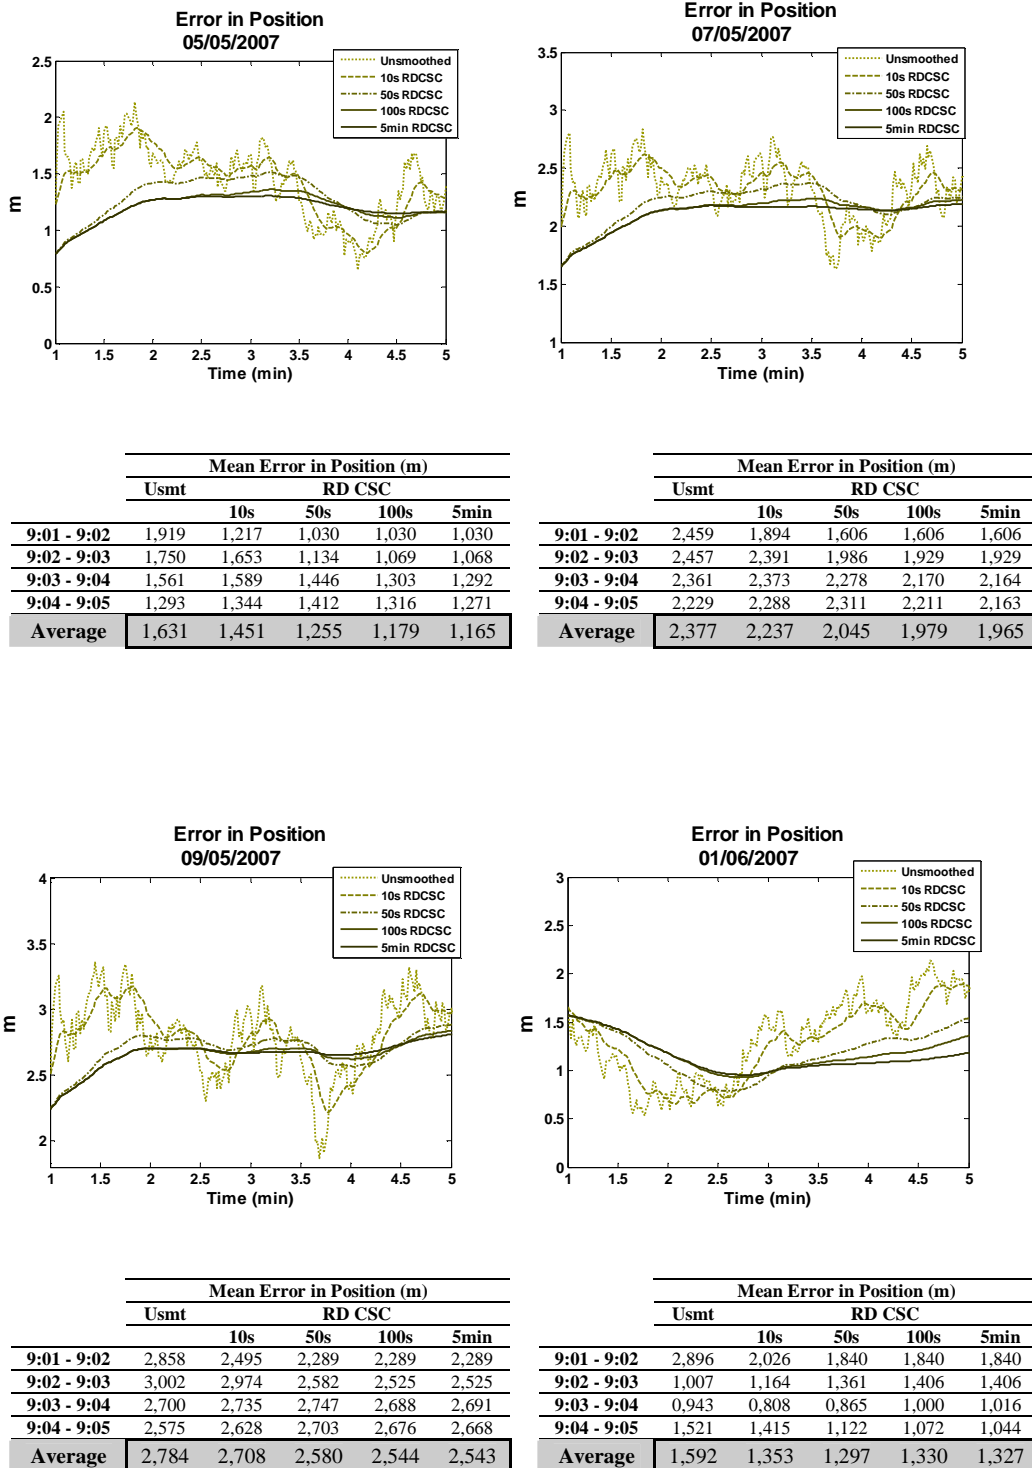 Error in Position
05/05/2007
2.5
2
1.5
1
0.5
0
m
1 1.5 2 2.5 3 3.5 4 4.5 5
Time (min)
Unsmoothed
10s RDCSC
50s RDCSC
100s RDCSC
5min RDCSC
Error in Position
07/05/2007
3.5
3
2.5
2
1.5
1
m
1 1.5 2 2.5 3 3.5 4 4.5 5
Time (min)
Unsmoothed
10s RDCSC
50s RDCSC
100s RDCSC
5min RDCSC
Mean Error in Position (m)
Usmt RD CSC
10s 50s 100s 5min
9:01 - 9:02 1,919 1,217 1,030 1,030 1,030
9:02 - 9:03 1,750 1,653 1,134 1,069 1,068
9:03 - 9:04 1,561 1,589 1,446 1,303 1,292
9:04 - 9:05 1,293 1,344 1,412 1,316 1,271
Average 1,631 1,451 1,255 1,179 1,165
Mean Error in Position (m)
Usmt RD CSC
10s 50s 100s 5min
9:01 - 9:02 2,459 1,894 1,606 1,606 1,606
9:02 - 9:03 2,457 2,391 1,986 1,929 1,929
9:03 - 9:04 2,361 2,373 2,278 2,170 2,164
9:04 - 9:05 2,229 2,288 2,311 2,211 2,163
Average 2,377 2,237 2,045 1,979 1,965
Error in Position
09/05/2007
4
3.5
3
2.5
2
m
1 1.5 2 2.5 3 3.5 4 4.5 5
Time (min)
Unsmoothed
10s RDCSC
50s RDCSC
100s RDCSC
5min RDCSC
Error in Position
01/06/2007
3
2
1.5
1
0.5
0
m
1 1.5 2 2.5 3 3.5 4 4.5 5
Time (min)
Unsmoothed
10s RDCSC
50s RDCSC
100s RDCSC
5min RDCSC
Mean Error in Position (m)
Usmt RD CSC
10s 50s 100s 5min
9:01 - 9:02 2,858 2,495 2,289 2,289 2,289
9:02 - 9:03 3,002 2,974 2,582 2,525 2,525
9:03 - 9:04 2,700 2,735 2,747 2,688 2,691
9:04 - 9:05 2,575 2,628 2,703 2,676 2,668
Average 2,784 2,708 2,580 2,544 2,543
Mean Error in Position (m)
Usmt RD CSC
10s 50s 100s 5min
9:01 - 9:02 2,896 2,026 1,840 1,840 1,840
9:02 - 9:03 1,007 1,164 1,361 1,406 1,406
9:03 - 9:04 0,943 0,808 0,865 1,000 1,016
9:04 - 9:05 1,521 1,415 1,122 1,072 1,044
Average 1,592 1,353 1,297 1,330 1,327